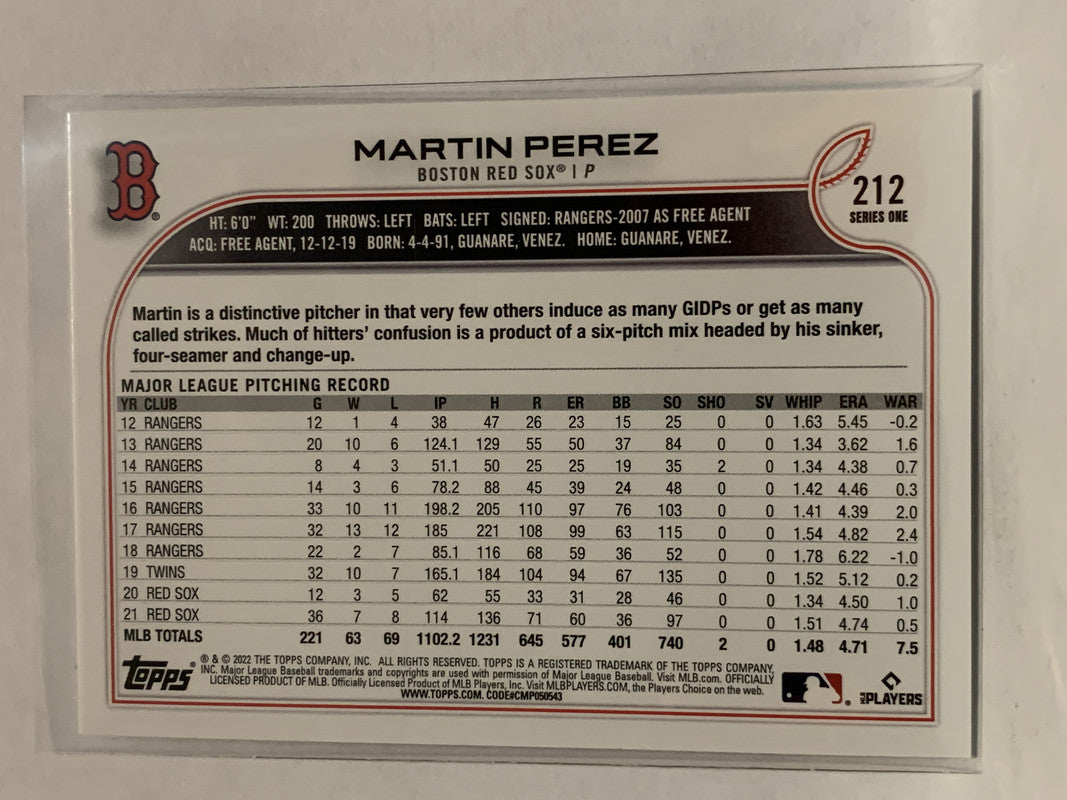 B
MARTIN PEREZ
BOSTON RED SOX® | P
212
SERIES ONE
HT: 6'0" WT: 200 THROWS: LEFT BATS: LEFT SIGNED: RANGERS-2007 AS FREE AGENT
ACQ: FREE AGENT, 12-12-19 BORN: 4-4-91, GUANARE, VENEZ. HOME: GUANARE, VENEZ.
Martin is a distinctive pitcher in that very few others induce as many GIDPs or get as many
called strikes. Much of hitters' confusion is a product of a six-pitch mix headed by his sinker,
four-seamer and change-up.
MAJOR LEAGUE PITCHING RECORD
YR CLUB G W L IP H R ER BB SO SHO SV WHIP ERA WAR
12 RANGERS 12 1 4 38 47 26 23 15 25 0 0 1.63 5.45 -0.2
13 RANGERS 20 10 6 124.1 129 55 50 37 84 0 0 1.34 3.62 1.6
14 RANGERS 8 4 3 51.1 50 25 25 19 35 2 0 1.34 4.38 0.7
15 RANGERS 14 3 6 78.2 88 45 39 24 48 0 0 1.42 4.46 0.3
16 RANGERS 33 10 11 198.2 205 110 97 76 103 0 0 1.41 4.39 2.0
17 RANGERS 32 13 12 185 221 108 99 63 115 0 0 1.54 4.82 2.4
18 RANGERS 22 2 7 85.1 116 68 59 36 52 0 0 1.78 6.22 -1.0
19 TWINS 32 10 7 165.1 184 104 94 67 135 0 0 1.52 5.12 0.2
20 RED SOX 12 3 5 62 55 33 31 28 46 0 0 1.34 4.50 1.0
21 RED SOX 36 7 8 114 136 71 60 36 97 0 0 1.51 4.74 0.5
MLB TOTALS 221 63 69 1102.2 1231 645 577 401 740 2 0 1.48 4.71 7.5
Topps®
® & © 2022 THE TOPPS COMPANY, INC. ALL RIGHTS RESERVED. TOPPS IS A REGISTERED TRADEMARK OF THE TOPPS COMPANY,
INC. Major League Baseball trademarks and copyrights are used with permission of Major League Baseball. Visit MLB.com. OFFICIALLY
LICENSED PRODUCT OF MLB. Officially Licensed Product of MLB Players, Inc. Visit MLBPLAYERS.COM, the Players Choice on the web.
WWW.TOPPS.COM. CODE#CMP050543
MLB PLAYERS